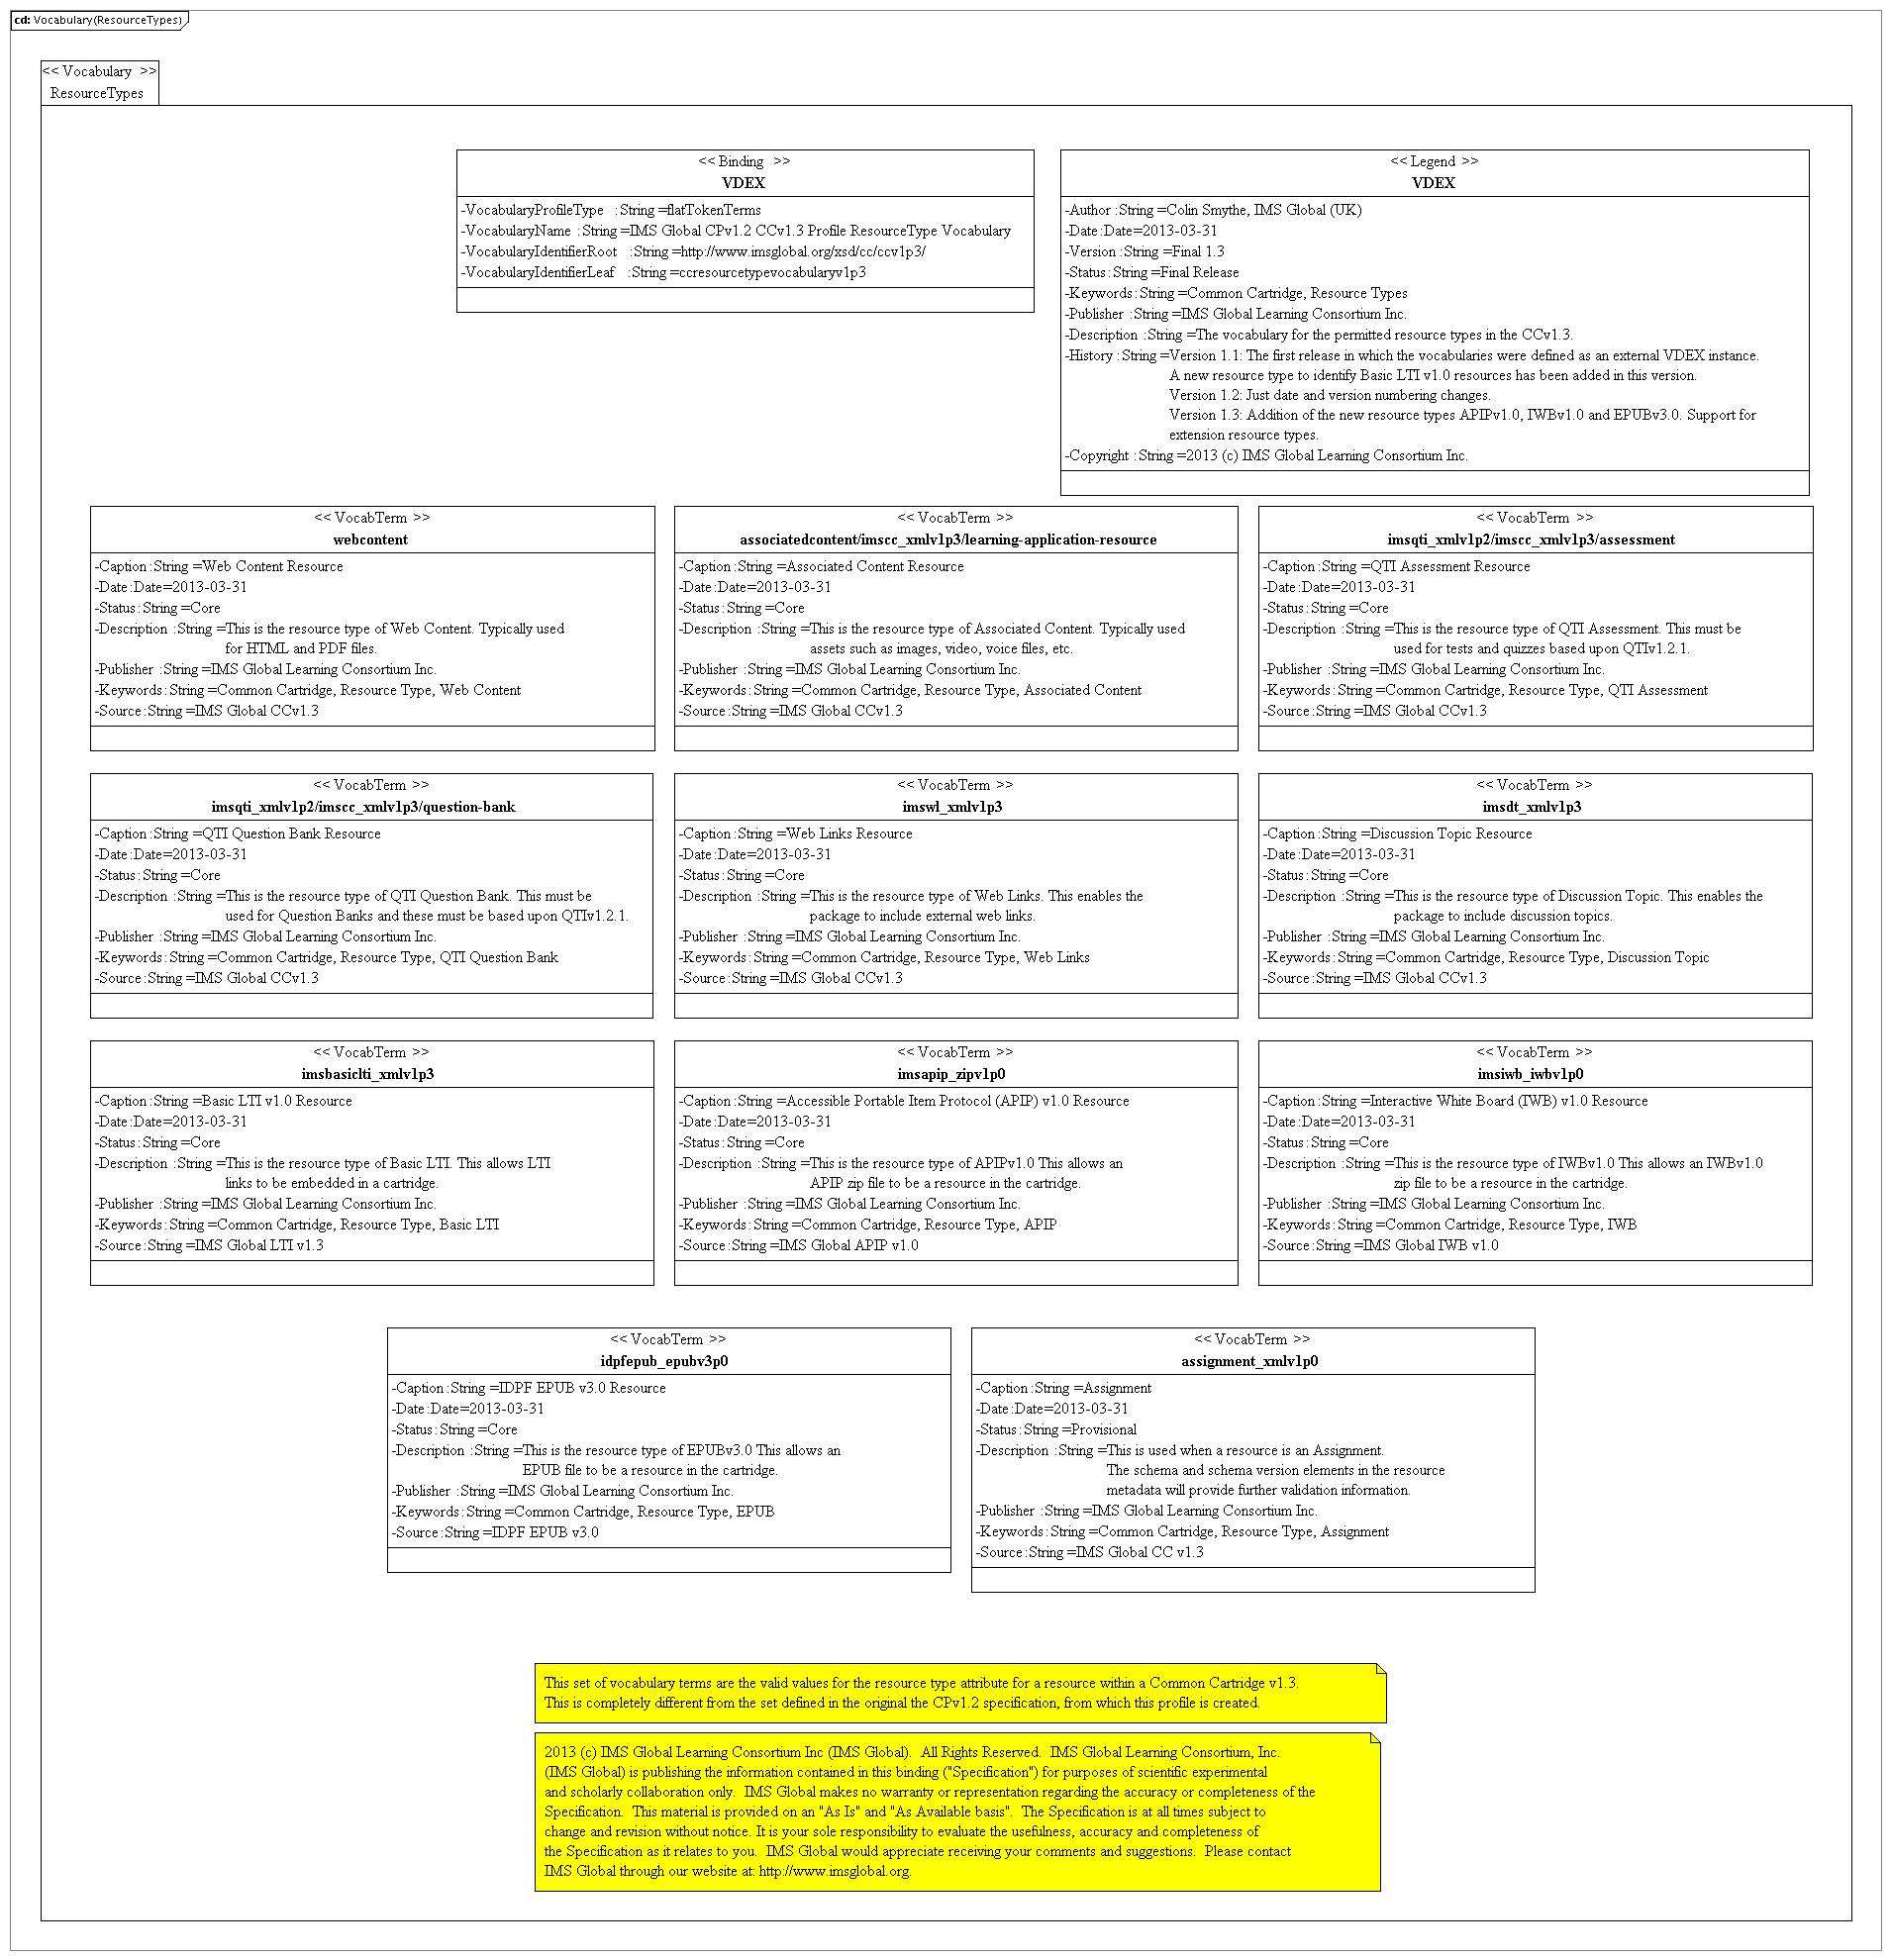 cd: Vocabulary(ResourceTypes)
<< Vocabulary >>
ResourceTypes
<< Binding >>
VDEX
-VocabularyProfileType :String =flatTokenTerms
-VocabularyName :String =IMS Global CPv1.2 CCv1.3 Profile ResourceType Vocabulary
-VocabularyIdentifierRoot :String =http://www.imsglobal.org/xsd/cc/ccv1p3/
-VocabularyIdentifierLeaf :String =ccresourcetypevocabularyv1p3
<< Legend >>
VDEX
-Author :String =Colin Smythe, IMS Global (UK)
-Date :Date=2013-03-31
-Version :String =Final 1.3
-Status :String =Final Release
-Keywords :String =Common Cartridge, Resource Types
-Publisher :String =IMS Global Learning Consortium Inc.
-Description :String =The vocabulary for the permitted resource types in the CCv1.3.
-History :String =Version 1.1: The first release in which the vocabularies were defined as an external VDEX instance.
A new resource type to identify Basic LTI v1.0 resources has been added in this version.
Version 1.2: Just date and version numbering changes.
Version 1.3: Addition of the new resource types APIPv1.0, IWBv1.0 and EPUBv3.0. Support for
extension resource types.
-Copyright :String =2013 (c) IMS Global Learning Consortium Inc.
<< VocabTerm >>
webcontent
-Caption :String =Web Content Resource
-Date :Date=2013-03-31
-Status :String =Core
-Description :String =This is the resource type of Web Content. Typically used
for HTML and PDF files.
-Publisher :String =IMS Global Learning Consortium Inc.
-Keywords :String =Common Cartridge, Resource Type, Web Content
-Source :String =IMS Global CCv1.3
<< VocabTerm >>
associatedcontent/imscc_xmlv1p3/learning-application-resource
-Caption :String =Associated Content Resource
-Date :Date=2013-03-31
-Status :String =Core
-Description :String =This is the resource type of Associated Content. Typically used
assets such as images, video, voice files, etc.
-Publisher :String =IMS Global Learning Consortium Inc.
-Keywords :String =Common Cartridge, Resource Type, Associated Content
-Source :String =IMS Global CCv1.3
<< VocabTerm >>
imsqti_xmlv1p2/imscc_xmlv1p3/assessment
-Caption :String =QTI Assessment Resource
-Date :Date=2013-03-31
-Status :String =Core
-Description :String =This is the resource type of QTI Assessment. This must be
used for tests and quizzes based upon QTIv1.2.1.
-Publisher :String =IMS Global Learning Consortium Inc.
-Keywords :String =Common Cartridge, Resource Type, QTI Assessment
-Source :String =IMS Global CCv1.3
<< VocabTerm >>
imsqti_xmlv1p2/imscc_xmlv1p3/question-bank
-Caption :String =QTI Question Bank Resource
-Date :Date=2013-03-31
-Status :String =Core
-Description :String =This is the resource type of QTI Question Bank. This must be
used for Question Banks and these must be based upon QTIv1.2.1.
-Publisher :String =IMS Global Learning Consortium Inc.
-Keywords :String =Common Cartridge, Resource Type, QTI Question Bank
-Source :String =IMS Global CCv1.3
<< VocabTerm >>
imswl_xmlv1p3
-Caption :String =Web Links Resource
-Date :Date=2013-03-31
-Status :String =Core
-Description :String =This is the resource type of Web Links. This enables the
package to include external web links.
-Publisher :String =IMS Global Learning Consortium Inc.
-Keywords :String =Common Cartridge, Resource Type, Web Links
-Source :String =IMS Global CCv1.3
<< VocabTerm >>
imsdt_xmlv1p3
-Caption :String =Discussion Topic Resource
-Date :Date=2013-03-31
-Status :String =Core
-Description :String =This is the resource type of Discussion Topic. This enables the
package to include discussion topics.
-Publisher :String =IMS Global Learning Consortium Inc.
-Keywords :String =Common Cartridge, Resource Type, Discussion Topic
-Source :String =IMS Global CCv1.3
<< VocabTerm >>
imsbasiclti_xmlv1p3
-Caption :String =Basic LTI v1.0 Resource
-Date :Date=2013-03-31
-Status :String =Core
-Description :String =This is the resource type of Basic LTI. This allows LTI
links to be embedded in a cartridge.
-Publisher :String =IMS Global Learning Consortium Inc.
-Keywords :String =Common Cartridge, Resource Type, Basic LTI
-Source :String =IMS Global LTI v1.3
<< VocabTerm >>
imsapip_zipv1p0
-Caption :String =Accessible Portable Item Protocol (APIP) v1.0 Resource
-Date :Date=2013-03-31
-Status :String =Core
-Description :String =This is the resource type of APIPv1.0 This allows an
APIP zip file to be a resource in the cartridge.
-Publisher :String =IMS Global Learning Consortium Inc.
-Keywords :String =Common Cartridge, Resource Type, APIP
-Source :String =IMS Global APIP v1.0
<< VocabTerm >>
imsiwb_iwbv1p0
-Caption :String =Interactive White Board (IWB) v1.0 Resource
-Date :Date=2013-03-31
-Status :String =Core
-Description :String =This is the resource type of IWBv1.0 This allows an IWBv1.0
zip file to be a resource in the cartridge.
-Publisher :String =IMS Global Learning Consortium Inc.
-Keywords :String =Common Cartridge, Resource Type, IWB
-Source :String =IMS Global IWB v1.0
<< VocabTerm >>
idpfepub_epubv3p0
-Caption :String =IDPF EPUB v3.0 Resource
-Date :Date=2013-03-31
-Status :String =Core
-Description :String =This is the resource type of EPUBv3.0 This allows an
EPUB file to be a resource in the cartridge.
-Publisher :String =IMS Global Learning Consortium Inc.
-Keywords :String =Common Cartridge, Resource Type, EPUB
-Source :String =IDPF EPUB v3.0
<< VocabTerm >>
assignment_xmlv1p0
-Caption :String =Assignment
-Date :Date=2013-03-31
-Status :String =Provisional
-Description :String =This is used when a resource is an Assignment.
The schema and schema version elements in the resource
metadata will provide further validation information.
-Publisher :String =IMS Global Learning Consortium Inc.
-Keywords :String =Common Cartridge, Resource Type, Assignment
-Source :String =IMS Global CC v1.3
This set of vocabulary terms are the valid values for the resource type attribute for a resource within a Common Cartridge v1.3.
This is completely different from the set defined in the original the CPv1.2 specification, from which this profile is created.
2013 (c) IMS Global Learning Consortium Inc (IMS Global). All Rights Reserved. IMS Global Learning Consortium, Inc.
(IMS Global) is publishing the information contained in this binding ("Specification") for purposes of scientific experimental
and scholarly collaboration only. IMS Global makes no warranty or representation regarding the accuracy or completeness of the
Specification. This material is provided on an "As Is" and "As Available basis". The Specification is at all times subject to
change and revision without notice. It is your sole responsibility to evaluate the usefulness, accuracy and completeness of
the Specification as it relates to you. IMS Global would appreciate receiving your comments and suggestions. Please contact
IMS Global through our website at: http://www.imsglobal.org.